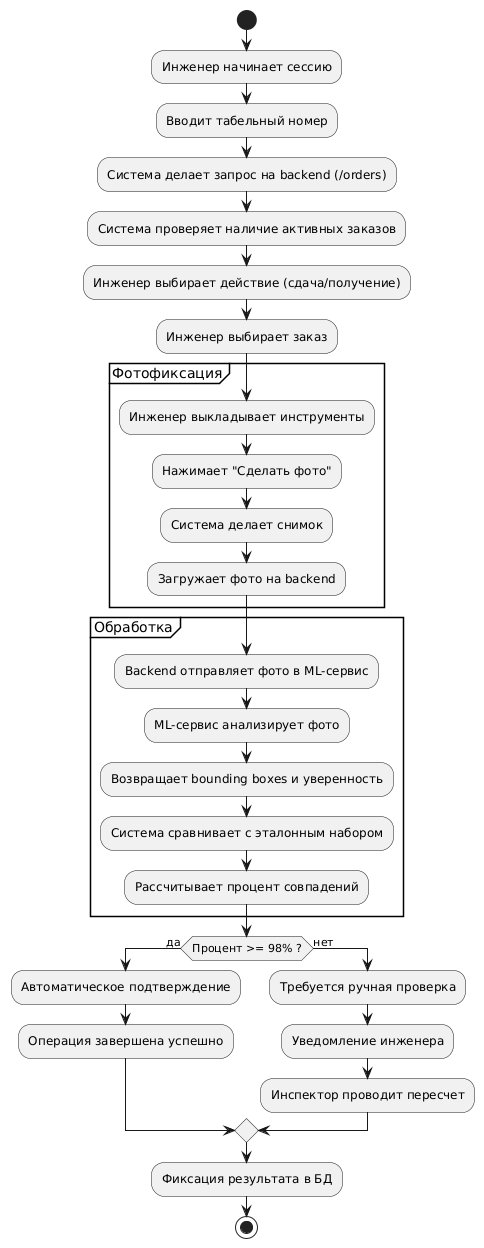 Инженер начинает сессию
Вводит табельный номер
Система делает запрос на backend (/orders)
Система проверяет наличие активных заказов
Инженер выбирает действие (сдача/получение)
Инженер выбирает заказ
Фотофиксация
Инженер выкладывает инструменты
Нажимает "Сделать фото"
Система делает снимок
Загружает фото на backend
Обработка
Backend отправляет фото в ML-сервис
ML-сервис анализирует фото
Возвращает bounding boxes и уверенность
Система сравнивает с эталонным набором
Рассчитывает процент совпадений
да
Процент >= 98% ?
нет
Автоматическое подтверждение
Операция завершена успешно
Требуется ручная проверка
Уведомление инженера
Инспектор проводит пересчет
Фиксация результата в БД